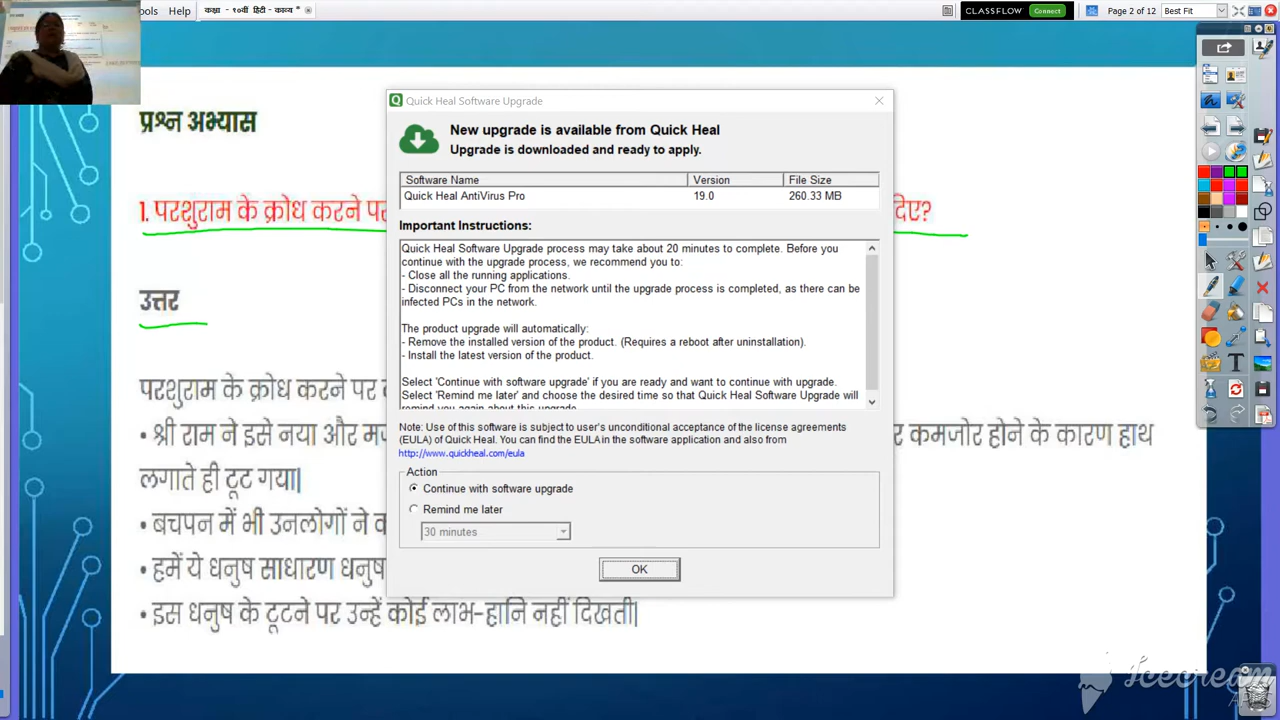 ols Help
कक्षा - १०वीं हिंदी - काव्य *
CLASSFLOW Connect
Page 2 of 12
Best Fit
प्रश्न अभ्यास
1. परशुराम के क्रोध करने पर
दिए?
उत्तर
परशुराम के क्रोध करने पर
• श्री राम ने इसे नया और
कमजोर होने के कारण हाथ
लगाते ही टूट गया|
• बचपन में भी उनलोगों ने
• हमें ये धनुष साधारण धनुष
• इस धनुष के टूटने पर उन्हें कोई लाभ-हानि नहीं दिखती|
Quick Heal Software Upgrade
New upgrade is available from Quick Heal
Upgrade is downloaded and ready to apply.
Software Name Version File Size
Quick Heal AntiVirus Pro 19.0 260.33 MB
Important Instructions:
Quick Heal Software Upgrade process may take about 20 minutes to complete. Before you
continue with the upgrade process, we recommend you to:
- Close all the running applications.
- Disconnect your PC from the network until the upgrade process is completed, as there can be
infected PCs in the network.
The product upgrade will automatically:
- Remove the installed version of the product. (Requires a reboot after uninstallation).
- Install the latest version of the product.
Select 'Continue with software upgrade' if you are ready and want to continue with upgrade.
Select 'Remind me later' and choose the desired time so that Quick Heal Software Upgrade will
remind you again about this upgrade
Note: Use of this software is subject to user's unconditional acceptance of the license agreements
(EULA) of Quick Heal. You can find the EULA in the software application and also from
http://www.quickheal.com/eula
Action
Continue with software upgrade
Remind me later
30 minutes
OK
Icecream
APPS